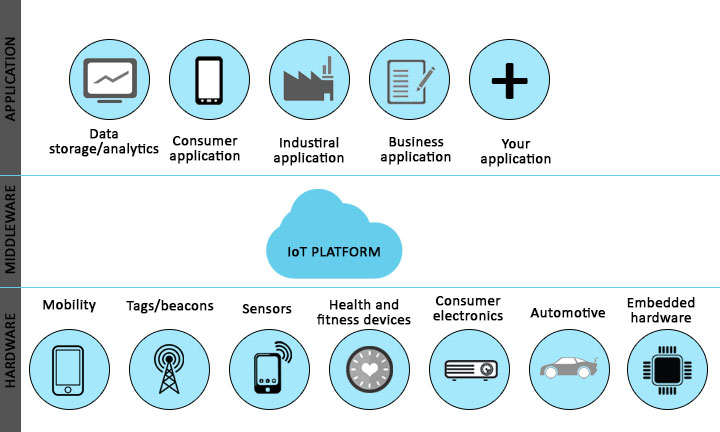 APPLICATION
Data
storage/analytics
Consumer
application
Industiral
application
Business
application
Your
application
MIDDLEWARE
IoT PLATFORM
HARDWARE
Mobility
Tags/beacons
Sensors
Health and
fitness devices
Consumer
electronics
Automotive
Embedded
hardware